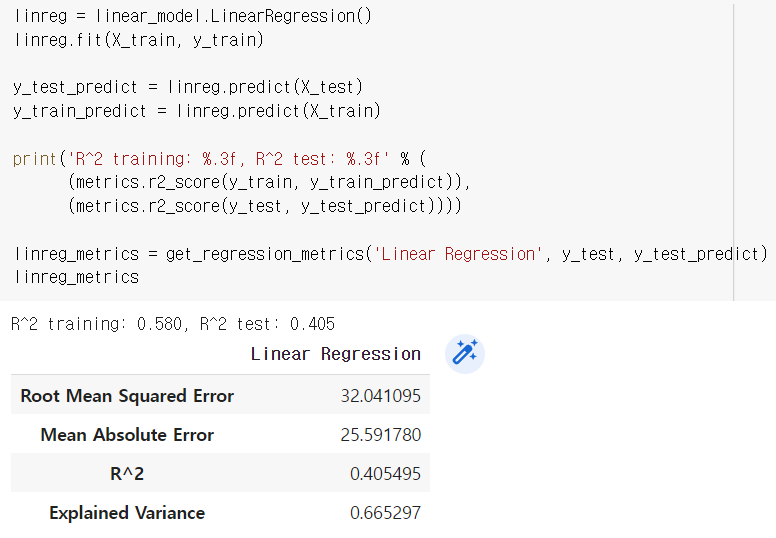 linreg = linear_model.LinearRegression()
linreg.fit(X_train, y_train)
y_test_predict = linreg.predict(X_test)
y_train_predict = linreg.predict(X_train)
print('R^2 training: %.3f, R^2 test: %.3f' % (
(metrics.r2_score(y_train, y_train_predict)),
(metrics.r2_score(y_test, y_test_predict))))
linreg_metrics = get_regression_metrics('Linear Regression', y_test, y_test_predict)
linreg_metrics
R^2 training: 0.580, R^2 test: 0.405
Linear Regression
Root Mean Squared Error 32.041095
Mean Absolute Error 25.591780
R^2 0.405495
Explained Variance 0.665297